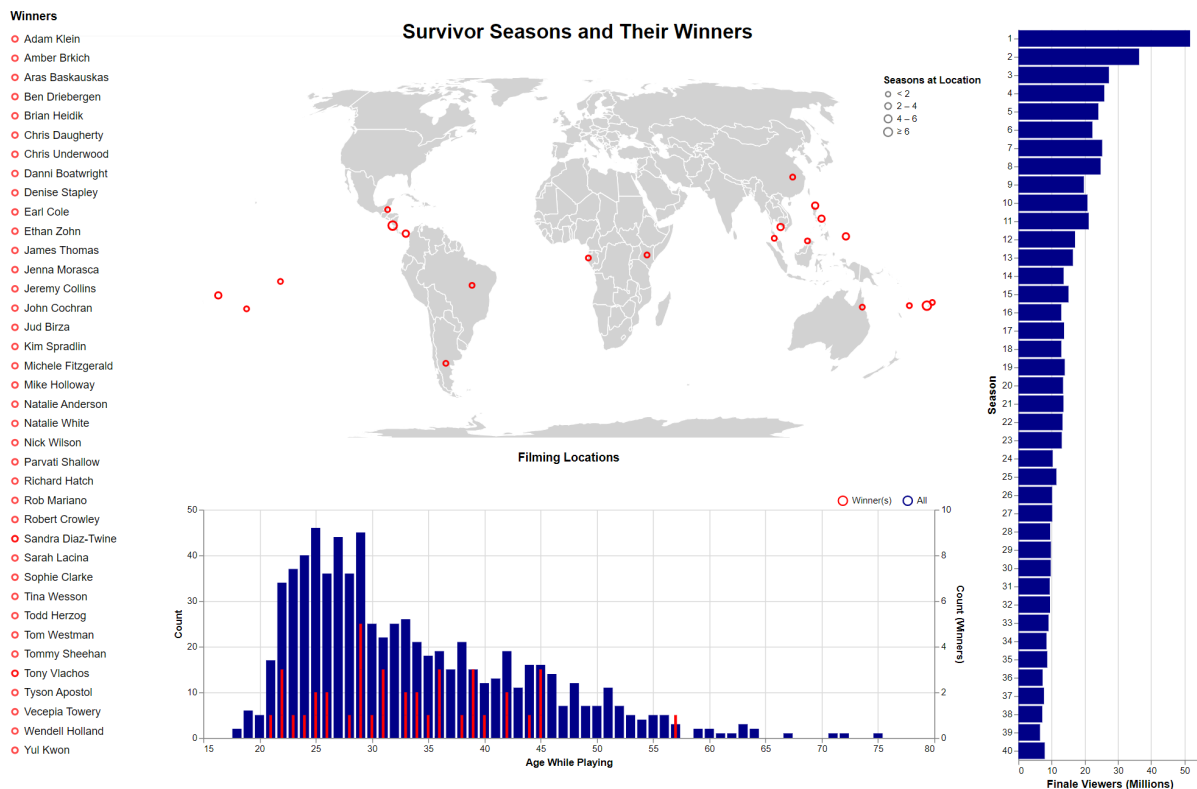 Survivor Seasons and Their Winners
Winners
Adam Klein
Amber Brkich
Aras Baskauskas
Ben Driebergen
Brian Heidik
Chris Daugherty
Chris Underwood
Danni Boatwright
Denise Stapley
Earl Cole
Ethan Zohn
James Thomas
Jenna Morasca
Jeremy Collins
John Cochran
Jud Birza
Kim Spradlin
Michele Fitzgerald
Mike Holloway
Natalie Anderson
Natalie White
Nick Wilson
Parvati Shallow
Richard Hatch
Rob Mariano
Robert Crowley
Sandra Diaz-Twine
Sarah Lacina
Sophie Clarke
Tina Wesson
Todd Herzog
Tom Westman
Tommy Sheehan
Tony Vlachos
Tyson Apostol
Vecepia Towery
Wendell Holland
Yul Kwon
Seasons at Location
< 2
2 – 4
4 – 6
≥ 6
Filming Locations
Winner(s) All
50
40
30
20
10
0
Count
15 20 25 30 35 40 45 50 55 60 65 70 75 80
Age While Playing
10
8
6
4
2
0
Count (Winners)
1
2
3
4
5
6
7
8
9
10
11
12
13
14
15
16
17
18
19
20
21
22
23
24
25
26
27
28
29
30
31
32
33
34
35
36
37
38
39
40
Season
0 10 20 30 40 50
Finale Viewers (Millions)